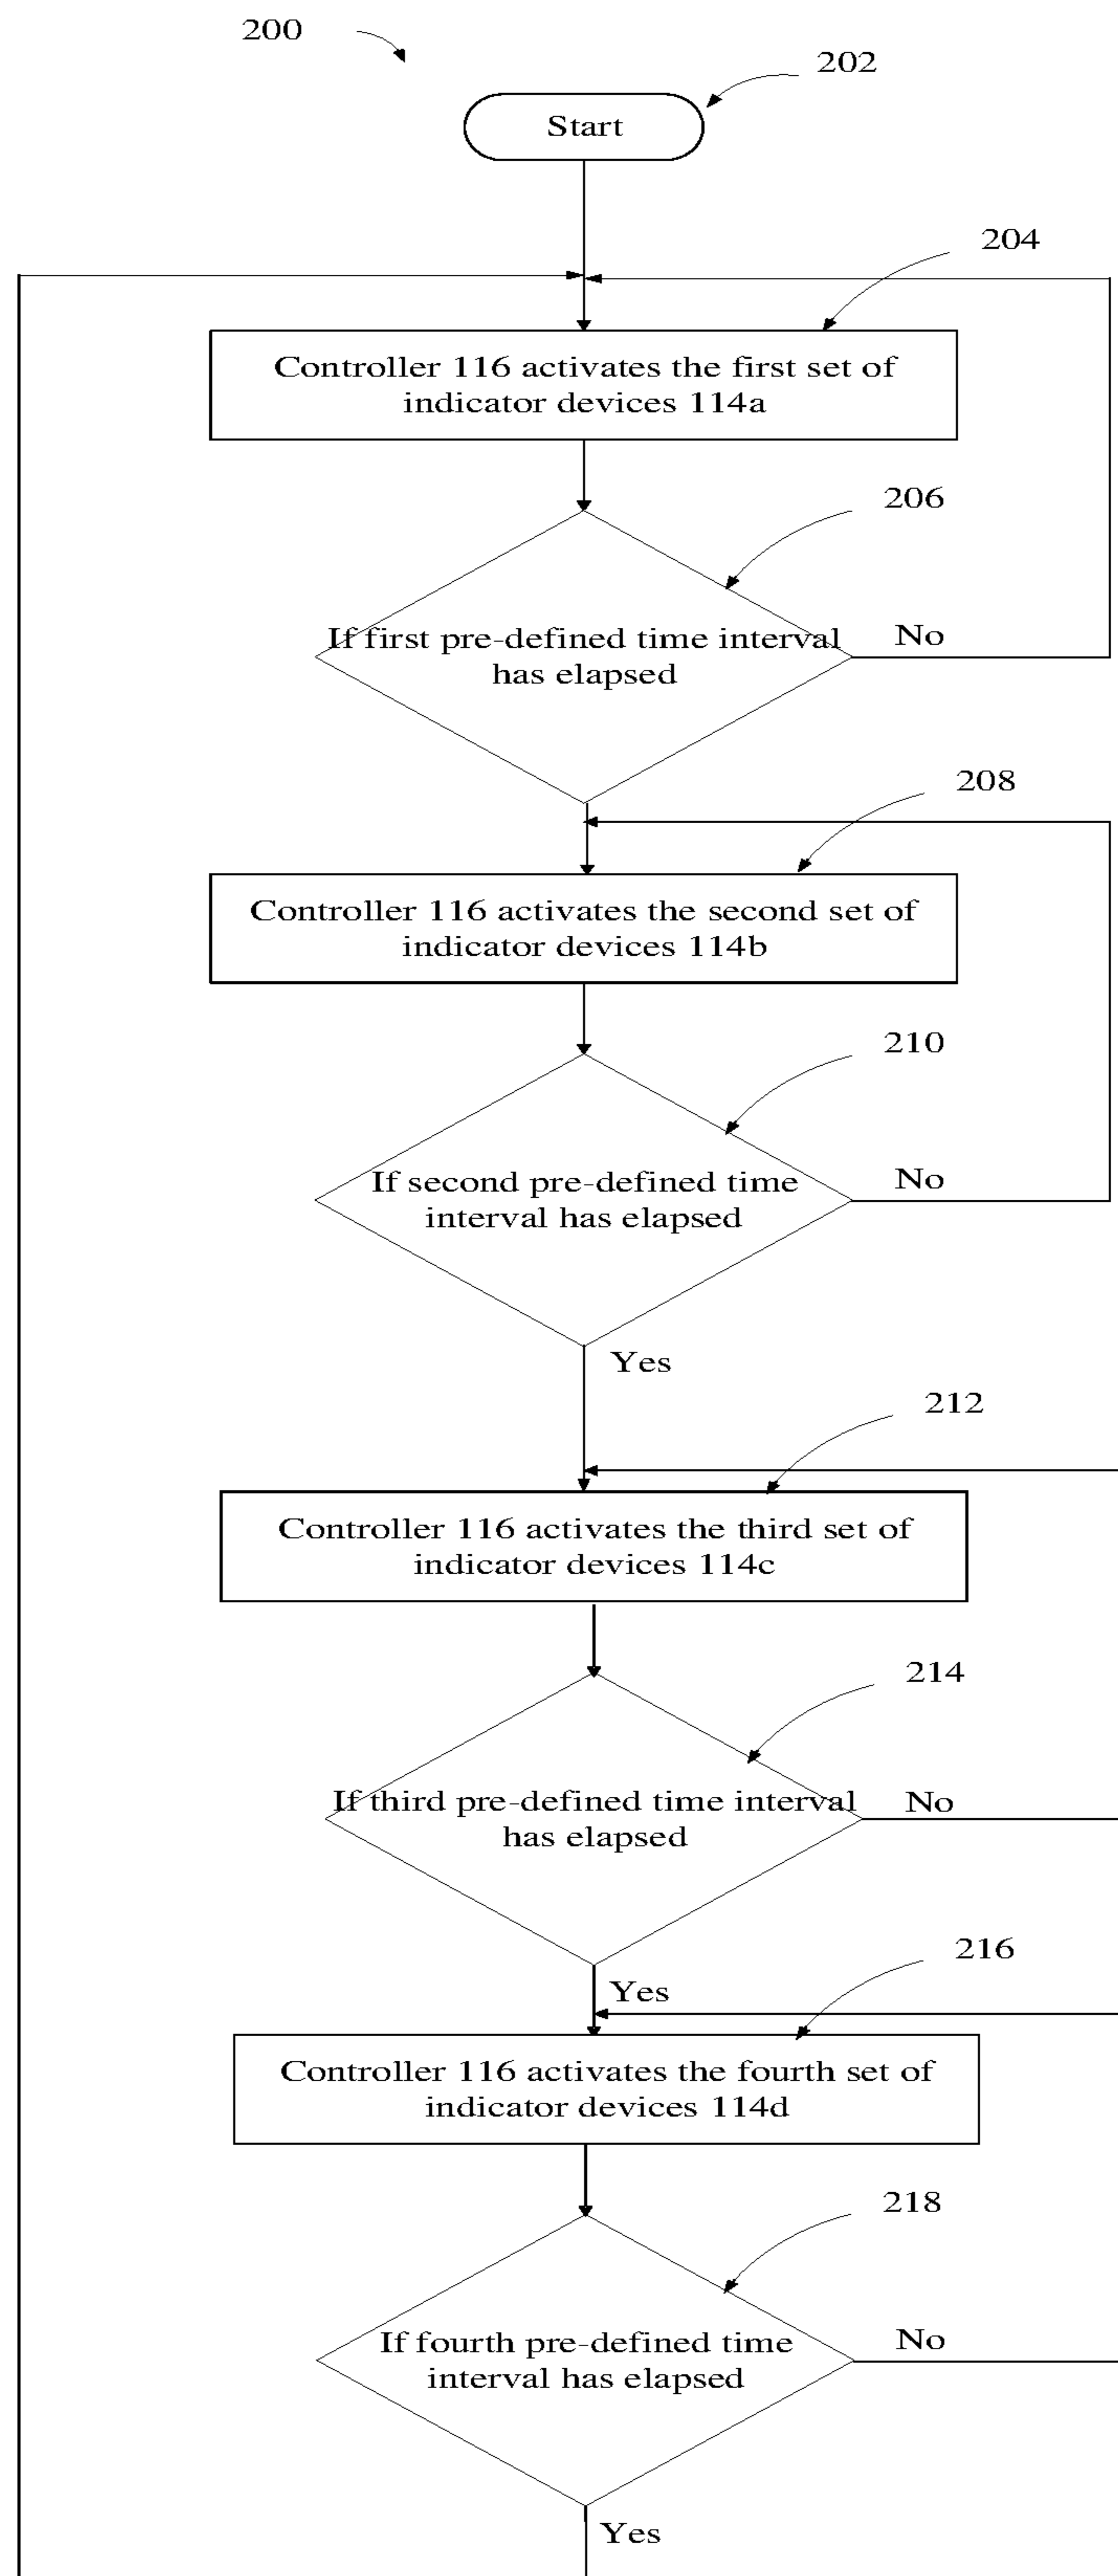 200
202
Start
204
Controller 116 activates the first set of
indicator devices 114a
206
If first pre-defined time interval
has elapsed
No
208
Controller 116 activates the second set of
indicator devices 114b
210
If second pre-defined time
interval has elapsed
No
Yes
212
Controller 116 activates the third set of
indicator devices 114c
214
If third pre-defined time interval
has elapsed
No
216
Yes
Controller 116 activates the fourth set of
indicator devices 114d
218
If fourth pre-defined time
interval has elapsed
No
Yes